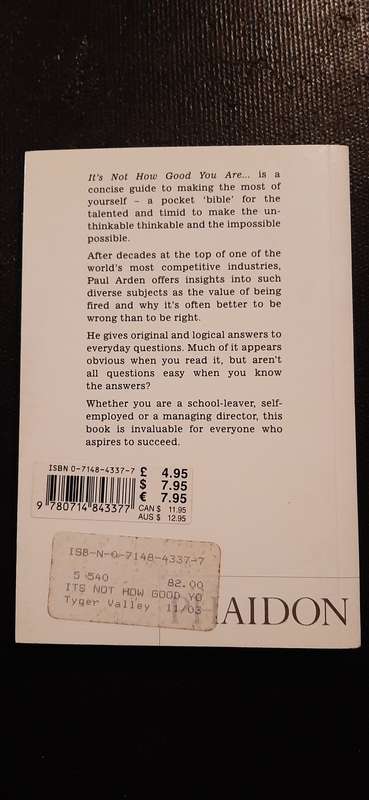 It's Not How Good You Are... is a
concise guide to making the most of
yourself – a pocket 'bible' for the
talented and timid to make the un-
thinkable thinkable and the impossible
possible.
After decades at the top of one of the
world's most competitive industries,
Paul Arden offers insights into such
diverse subjects as the value of being
fired and why it's often better to be
wrong than to be right.
He gives original and logical answers to
everyday questions. Much of it appears
obvious when you read it, but aren't
all questions easy when you know
the answers?
Whether you are a school-leaver, self-
employed or a managing director, this
book is invaluable for everyone who
aspires to succeed.
ISBN 0-7148-4337-7
£ 4.95
$ 7.95
€ 7.95
CAN $ 11.95
AUS $ 12.95
9 780714 843377
ISB-N-0-7148-4337-7
5 540 82.00
ITS NOT HOW GOOD YO
Tyger Valley 11/03
PHAIDON